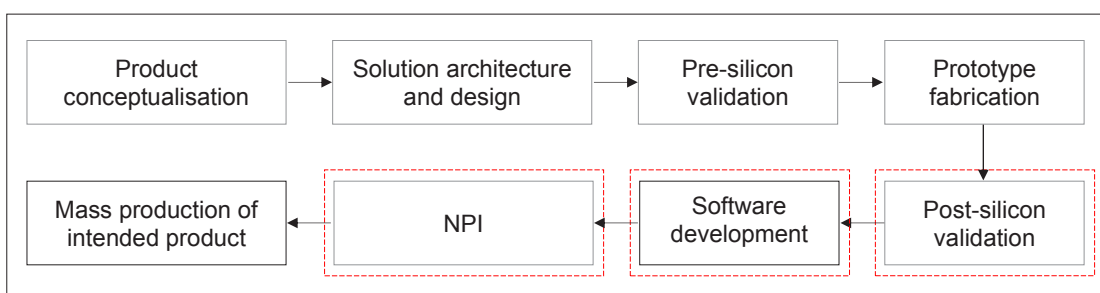 Product
conceptualisation
Solution architecture
and design
Pre-silicon
validation
Prototype
fabrication
Mass production of
intended product
NPI
Software
development
Post-silicon
validation